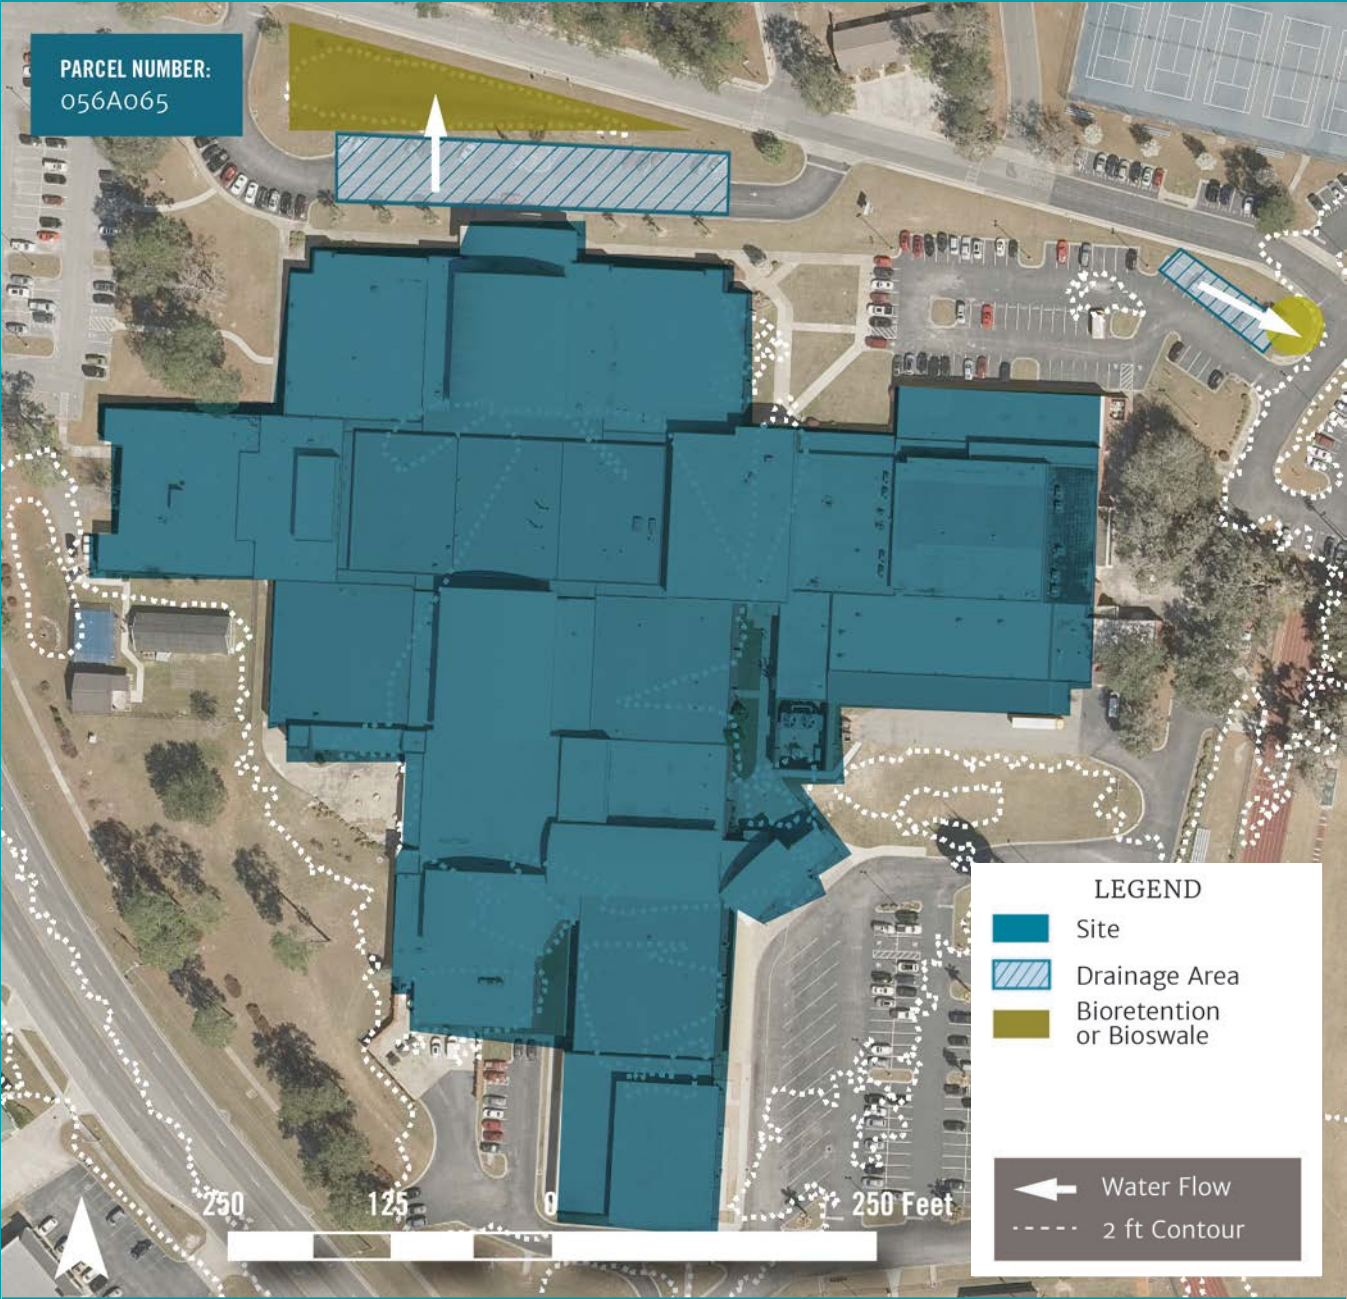 PARCEL NUMBER:
056A065
LEGEND
Site
Drainage Area
Bioretention
or Bioswale
Water Flow
2 ft Contour
250 125 0 250 Feet